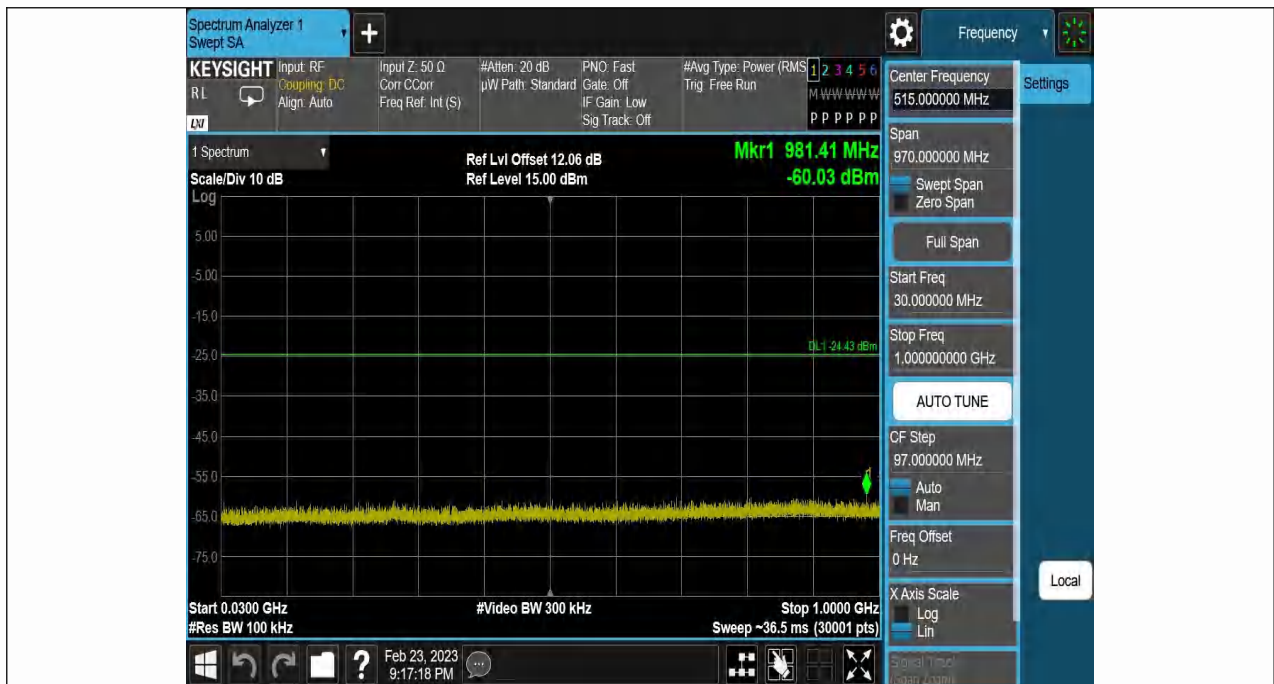 Spectrum Analyzer 1
Swept SA
+
Frequency
KEYSIGHT
RL
LXI
Input: RF
Coupling: DC
Align: Auto
Input Z: 50 Ω
Corr CCorr
Freq Ref: Int (S)
#Atten: 20 dB
µW Path: Standard
PNO: Fast
Gate: Off
IF Gain: Low
Sig Track: Off
#Avg Type: Power (RMS
Trig: Free Run
1 2 3 4 5 6
M W W W W W
P P P P P P
1 Spectrum
Scale/Div 10 dB
Log
Ref Lvl Offset 12.06 dB
Ref Level 15.00 dBm
Mkr1 981.41 MHz
-60.03 dBm
5.00
-5.00
-15.0
-25.0
-35.0
-45.0
-55.0
-65.0
-75.0
DL1 -24.43 dBm
1
Start 0.0300 GHz
#Res BW 100 kHz
#Video BW 300 kHz
Stop 1.0000 GHz
Sweep ~36.5 ms (30001 pts)
Center Frequency
515.000000 MHz
Span
970.000000 MHz
Swept Span
Zero Span
Full Span
Start Freq
30.000000 MHz
Stop Freq
1.000000000 GHz
AUTO TUNE
CF Step
97.000000 MHz
Auto
Man
Freq Offset
0 Hz
X Axis Scale
Log
Lin
Signal Track
(Span Zoom)
Settings
Local
?
Feb 23, 2023
9:17:18 PM